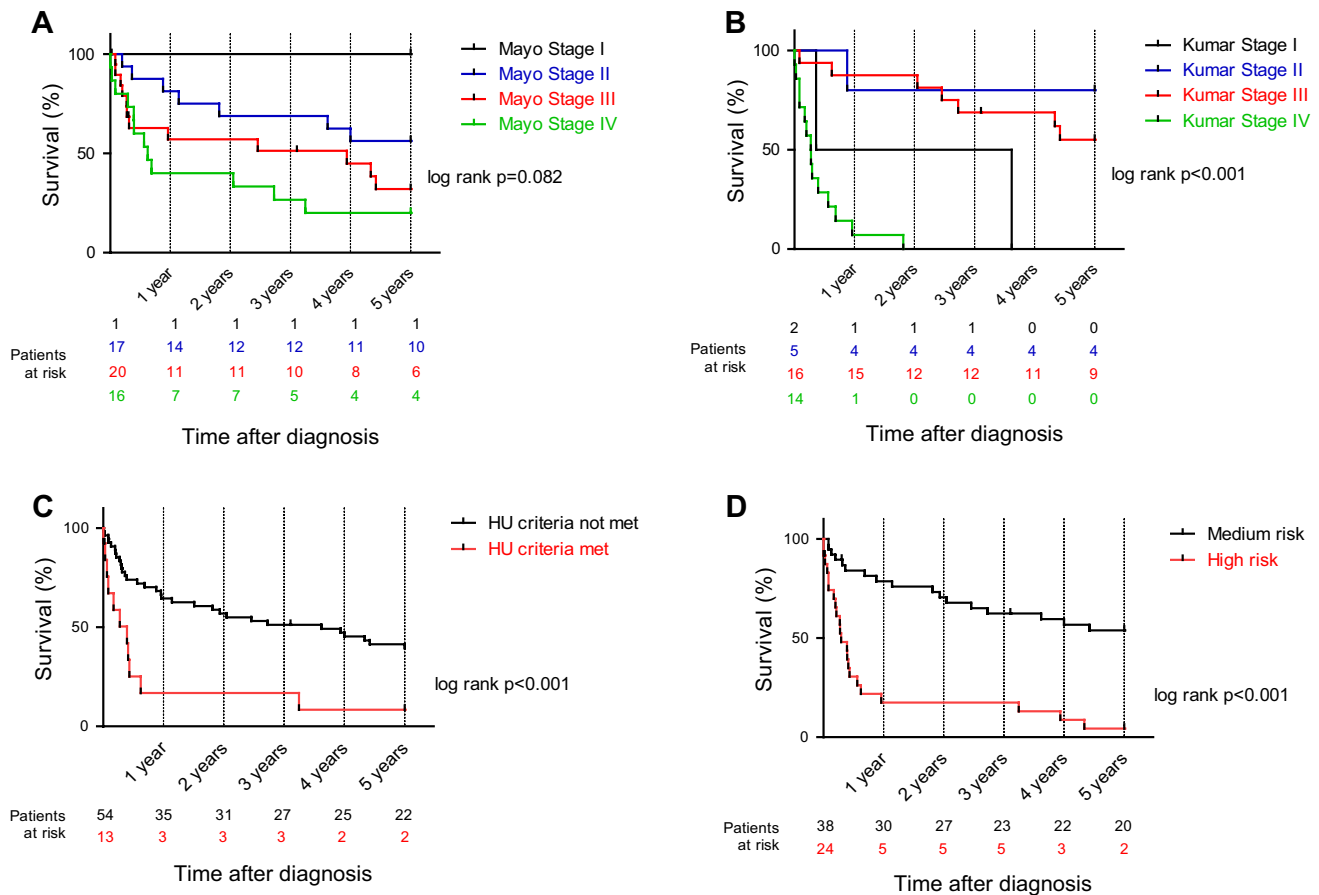 A
Survival (%)
100
50
0
Mayo Stage I
Mayo Stage II
Mayo Stage III
Mayo Stage IV
log rank p=0.082
1 year 2 years 3 years 4 years 5 years
1 1 1 1 1 1
Patients at risk
17 14 12 12 11 10
20 11 11 10 8 6
16 7 7 5 4 4
Time after diagnosis
B
Survival (%)
100
50
0
Kumar Stage I
Kumar Stage II
Kumar Stage III
Kumar Stage IV
log rank p<0.001
1 year 2 years 3 years 4 years 5 years
2 1 1 1 0 0
Patients at risk
5 4 4 4 4 4
16 15 12 12 11 9
14 1 0 0 0 0
Time after diagnosis
C
Survival (%)
100
50
0
HU criteria not met
HU criteria met
log rank p<0.001
1 year 2 years 3 years 4 years 5 years
Patients at risk
54 35 31 27 25 22
13 3 3 3 2 2
Time after diagnosis
D
Survival (%)
100
50
0
Medium risk
High risk
log rank p<0.001
1 year 2 years 3 years 4 years 5 years
Patients at risk
38 30 27 23 22 20
24 5 5 5 3 2
Time after diagnosis